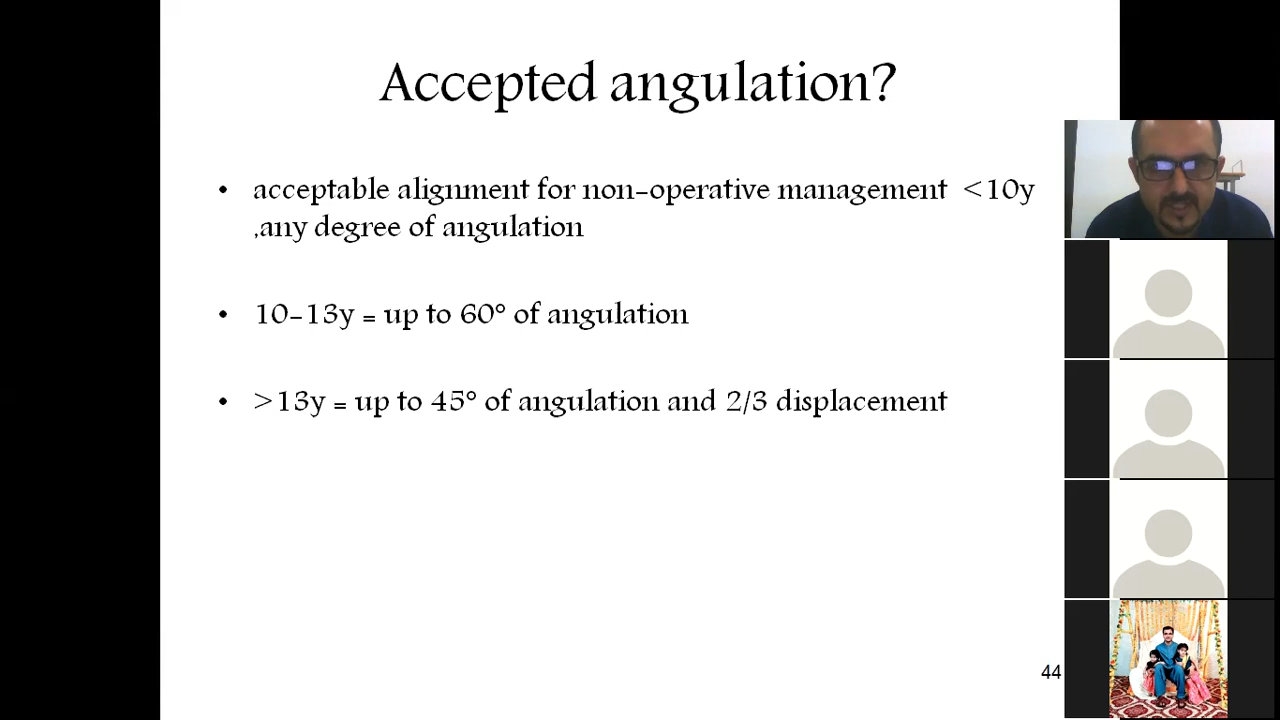 Accepted angulation?
• acceptable alignment for non-operative management <10y
,any degree of angulation
• 10-13y = up to 60° of angulation
• >13y = up to 45° of angulation and 2/3 displacement
44